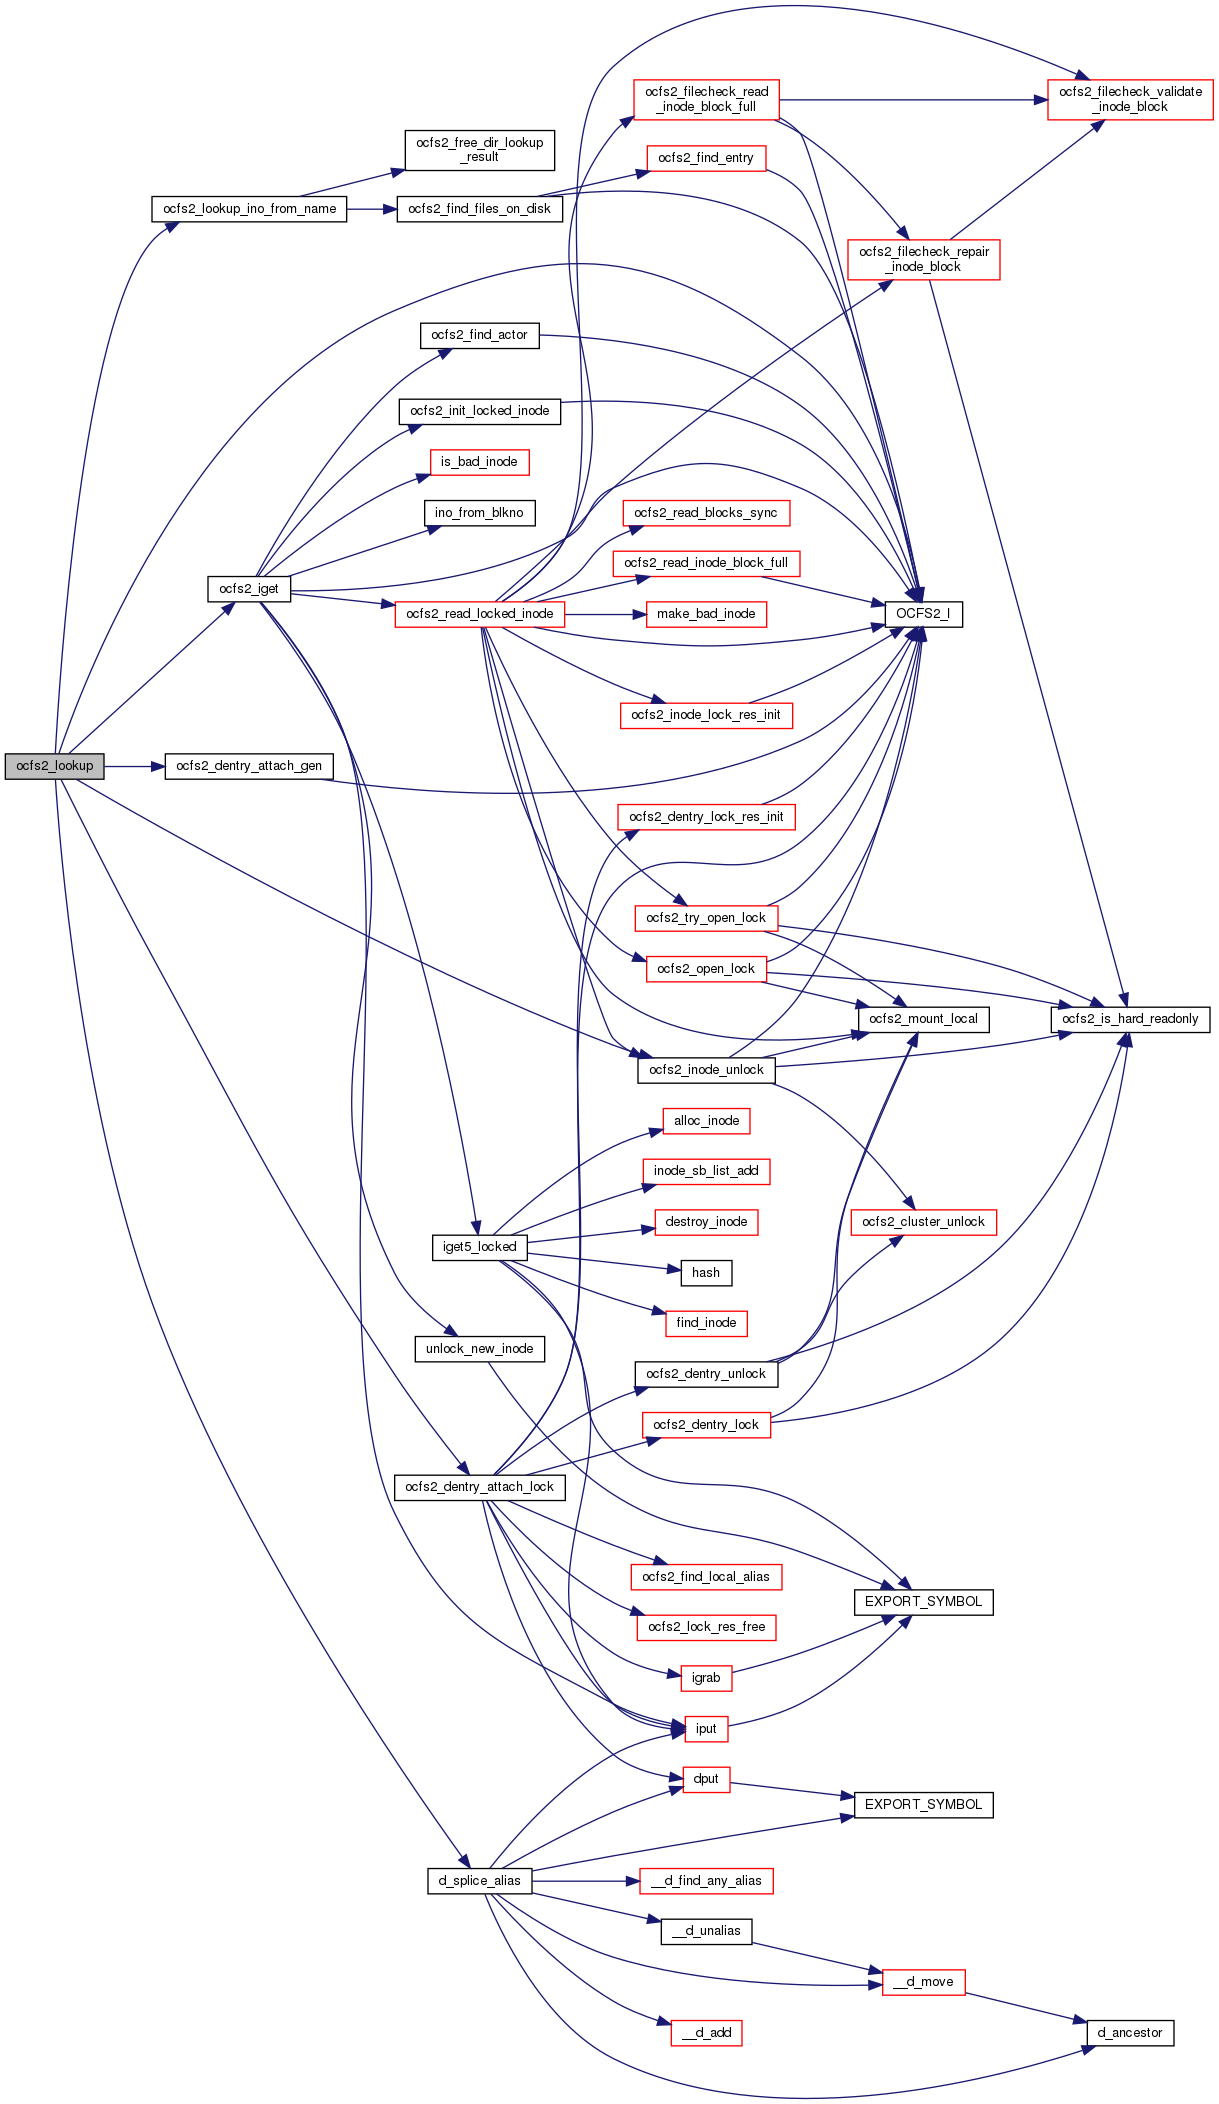 ocfs2_filecheck_read
_inode_block_full
ocfs2_filecheck_validate
_inode_block
ocfs2_free_dir_lookup
_result
ocfs2_find_entry
ocfs2_lookup_ino_from_name
ocfs2_find_files_on_disk
ocfs2_filecheck_repair
_inode_block
ocfs2_find_actor
ocfs2_init_locked_inode
is_bad_inode
ino_from_blkno
ocfs2_read_blocks_sync
ocfs2_read_inode_block_full
ocfs2_iget
ocfs2_read_locked_inode
make_bad_inode
OCFS2_I
ocfs2_inode_lock_res_init
ocfs2_lookup
ocfs2_dentry_attach_gen
ocfs2_dentry_lock_res_init
ocfs2_try_open_lock
ocfs2_open_lock
ocfs2_mount_local
ocfs2_is_hard_readonly
ocfs2_inode_unlock
alloc_inode
inode_sb_list_add
destroy_inode
ocfs2_cluster_unlock
iget5_locked
hash
find_inode
unlock_new_inode
ocfs2_dentry_unlock
ocfs2_dentry_lock
ocfs2_dentry_attach_lock
ocfs2_find_local_alias
EXPORT_SYMBOL
ocfs2_lock_res_free
igrab
iput
dput
EXPORT_SYMBOL
d_splice_alias
__d_find_any_alias
__d_unalias
__d_move
__d_add
d_ancestor